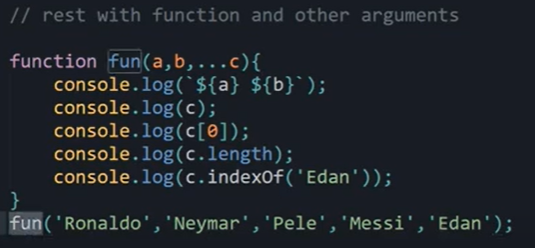 // rest with function and other arguments
function fun(a,b,...c){
    console.log(`${a} ${b}`);
    console.log(c);
    console.log(c[0]);
    console.log(c.length);
    console.log(c.indexOf('Edan'));
}
fun('Ronaldo','Neymar','Pele','Messi','Edan');